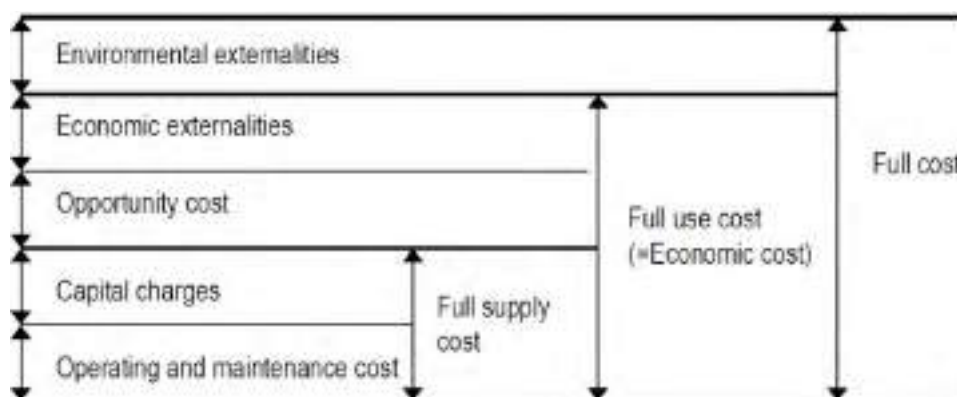 Environmental externalities
Economic externalities
Full cost
Opportunity cost
Full use cost
(=Economic cost)
Capital charges
Full supply
cost
Operating and maintenance cost